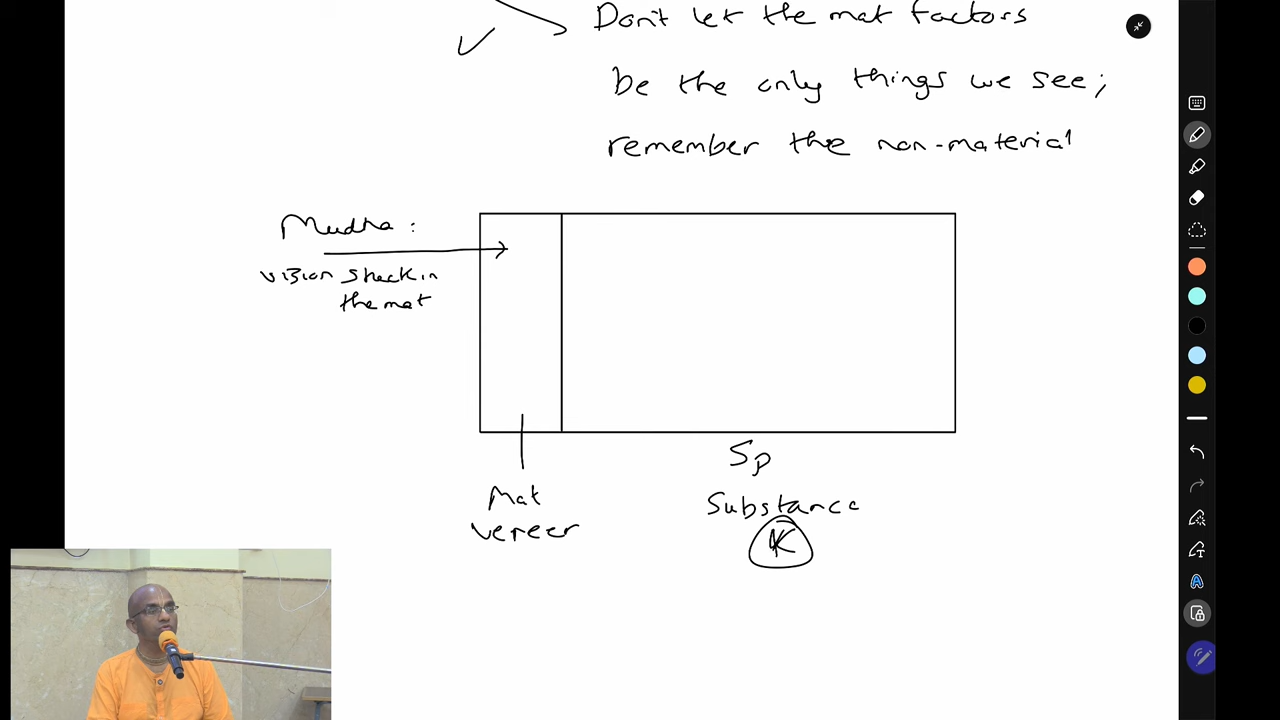 Don't let the mat factors
be the only things we see;
remember the non-material
Mudha :
vision stuck in
the mat
Sp
Mat
veneer
Substance
K